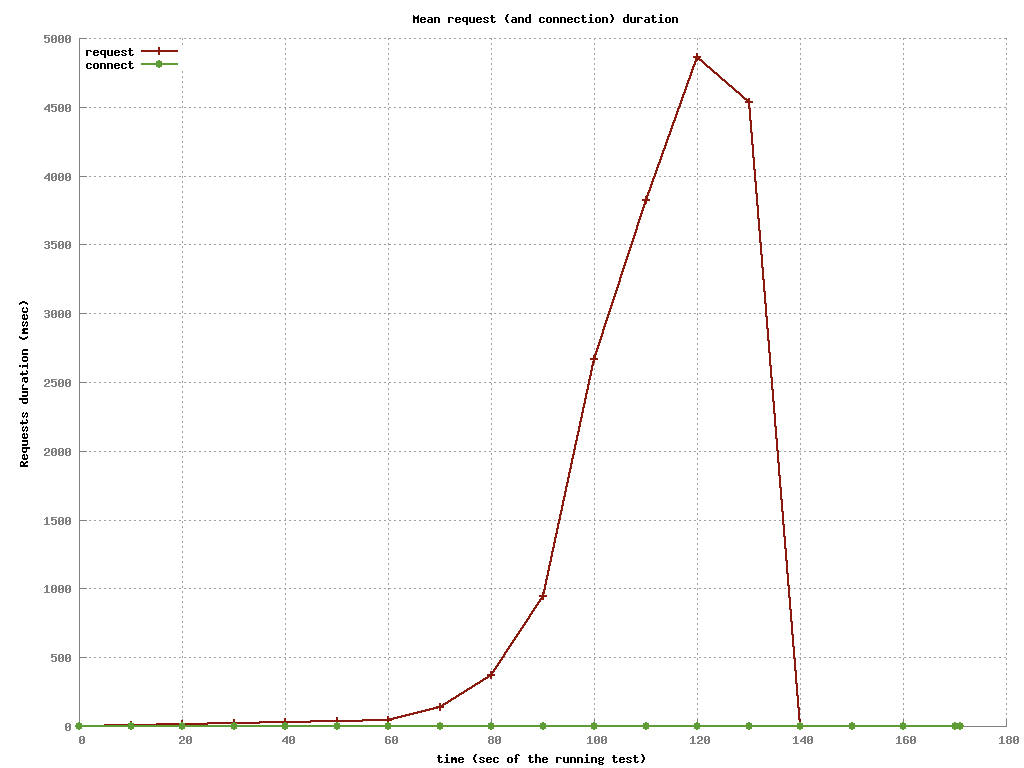 Mean request (and connection) duration
request
connect
5000
4500
4000
3500
3000
2500
2000
1500
1000
500
0
Requests duration (msec)
0 20 40 60 80 100 120 140 160 180
time (sec of the running test)